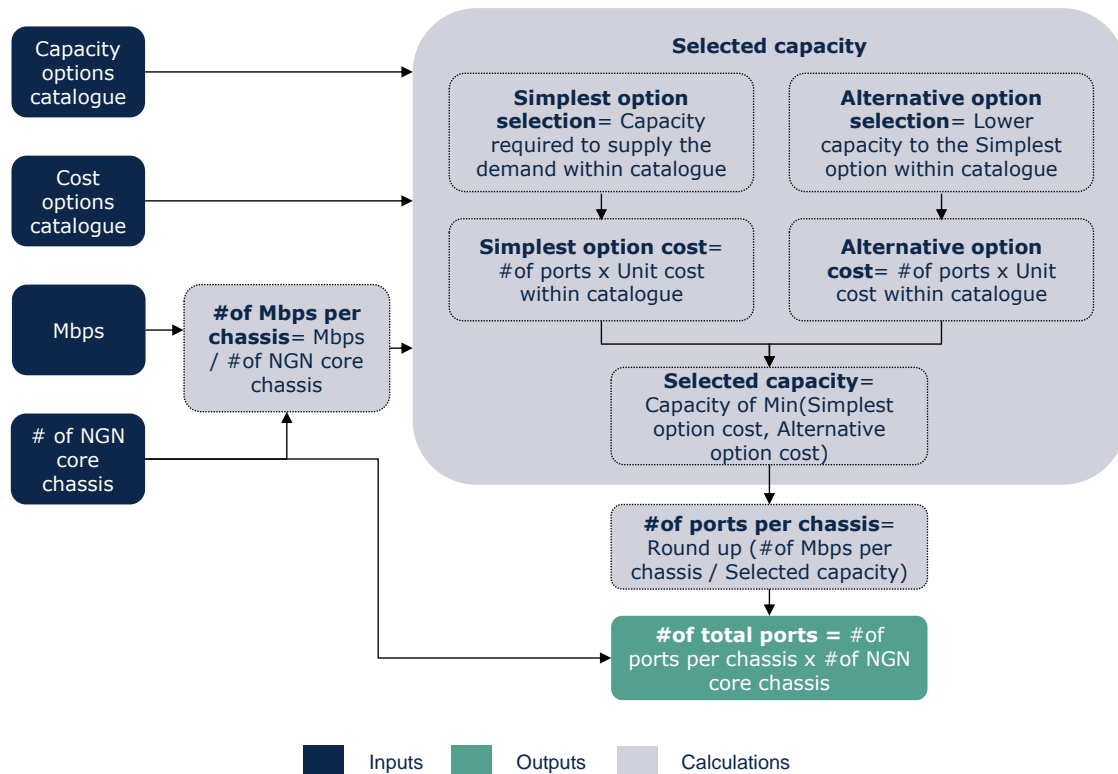 Capacity
options
catalogue
Cost
options
catalogue
Mbps
# of NGN
core
chassis
#of Mbps per
chassis= Mbps
/ #of NGN core
chassis
Selected capacity
Simplest option
selection= Capacity
required to supply the
demand within catalogue
Alternative option
selection= Lower
capacity to the Simplest
option within catalogue
Simplest option cost=
#of ports x Unit cost
within catalogue
Alternative option
cost= #of ports x Unit
cost within catalogue
Selected capacity=
Capacity of Min(Simplest
option cost, Alternative
option cost)
#of ports per chassis=
Round up (#of Mbps per
chassis / Selected capacity)
#of total ports = #of
ports per chassis x #of NGN
core chassis
Inputs
Outputs
Calculations